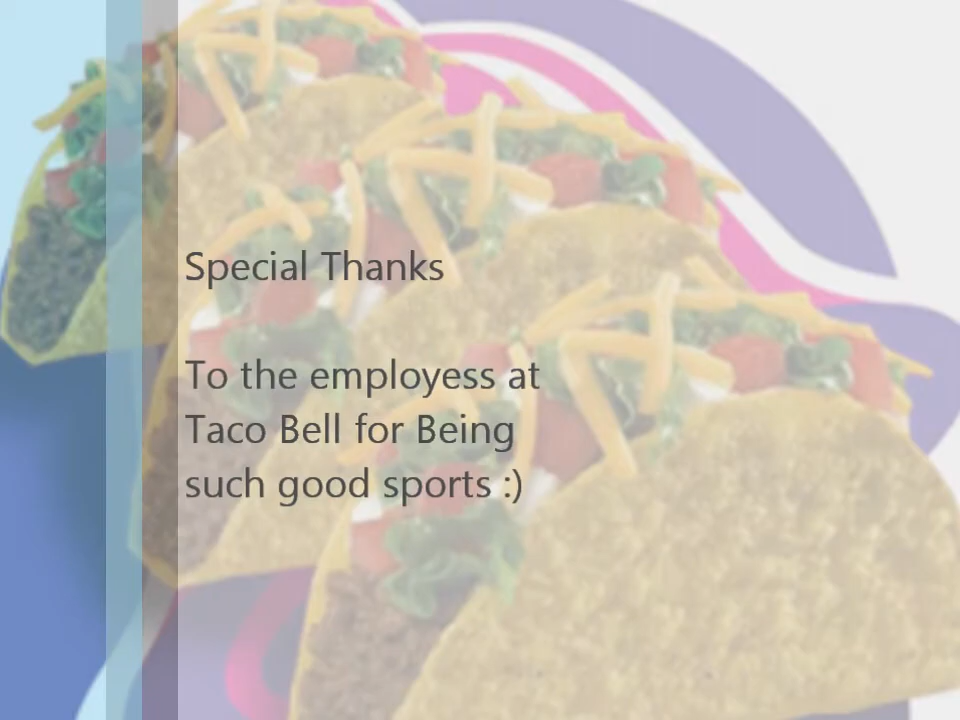 Special Thanks
To the employess at
Taco Bell for Being
such good sports :)